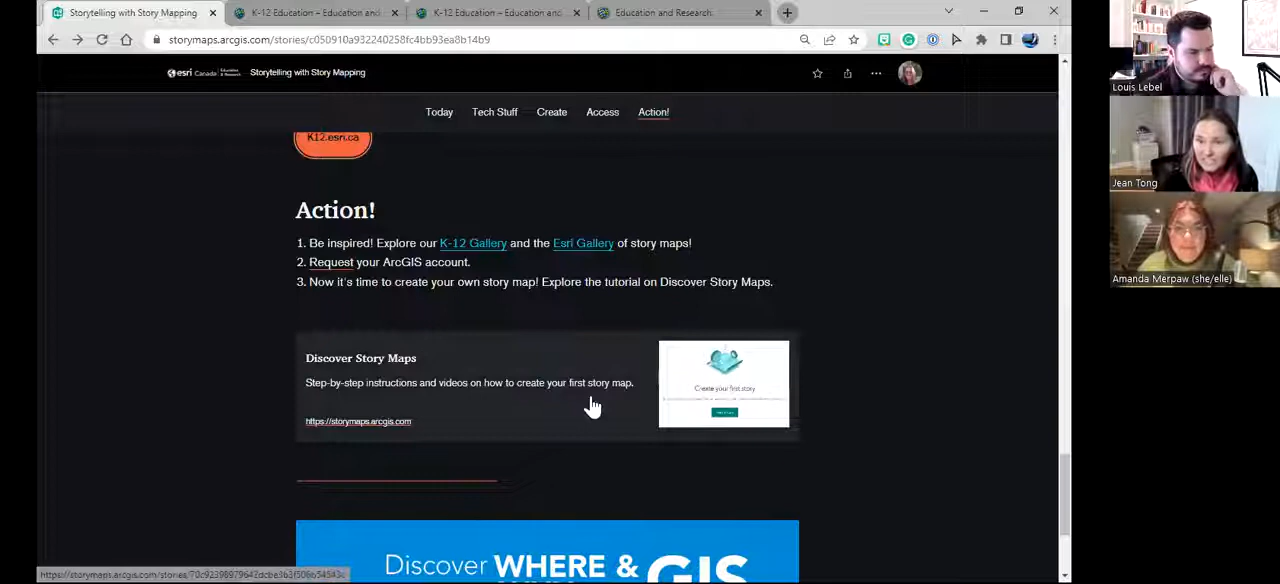 Storytelling with Story Mapping
K-12 Education – Education and
K-12 Education – Education and
Education and Research
storymaps.arcgis.com/stories/c050910a932240258fc4bb93ea8b14b9
esri Canada
Storytelling with Story Mapping
Today
Tech Stuff
Create
Access
Action!
K12.esri.ca
Action!
1. Be inspired! Explore our K-12 Gallery and the Esri Gallery of story maps!
2. Request your ArcGIS account.
3. Now it's time to create your own story map! Explore the tutorial on Discover Story Maps.
Discover Story Maps
Step-by-step instructions and videos on how to create your first story map.
https://storymaps.arcgis.com
Create your first story
Discover WHERE &
GIS
Louis Lebel
Jean Tong
Amanda Merpaw (she/elle)